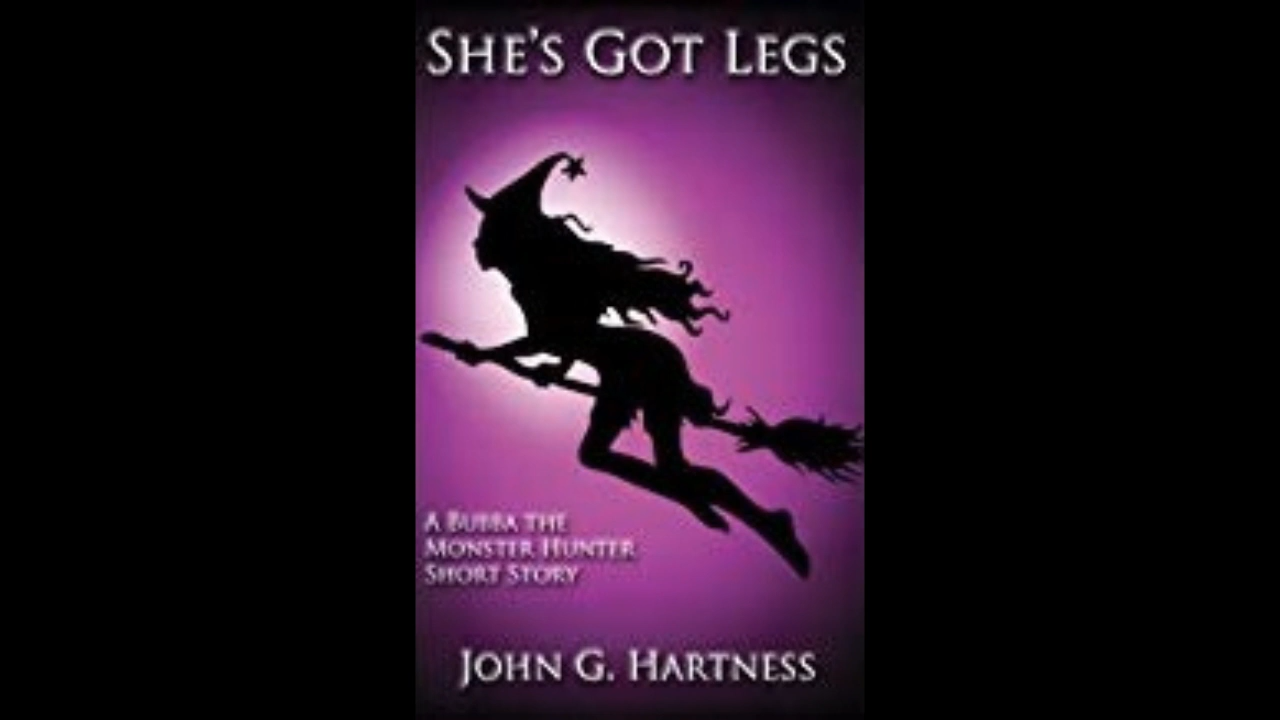 She's Got Legs
A Bubba the
Monster Hunter
Short Story
John G. Hartness